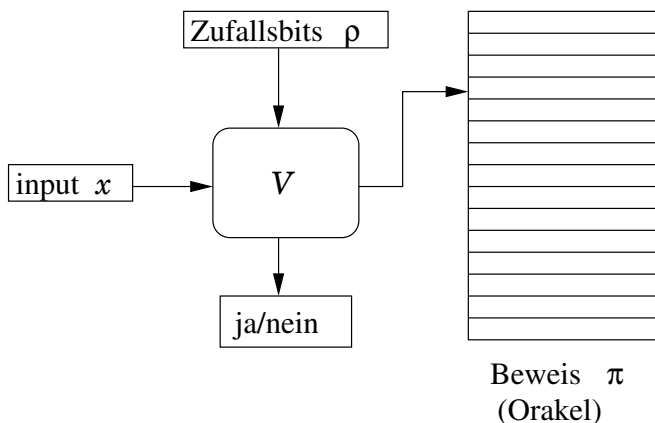 Zufallsbits ρ
input x
V
ja/nein
Beweis π
(Orakel)